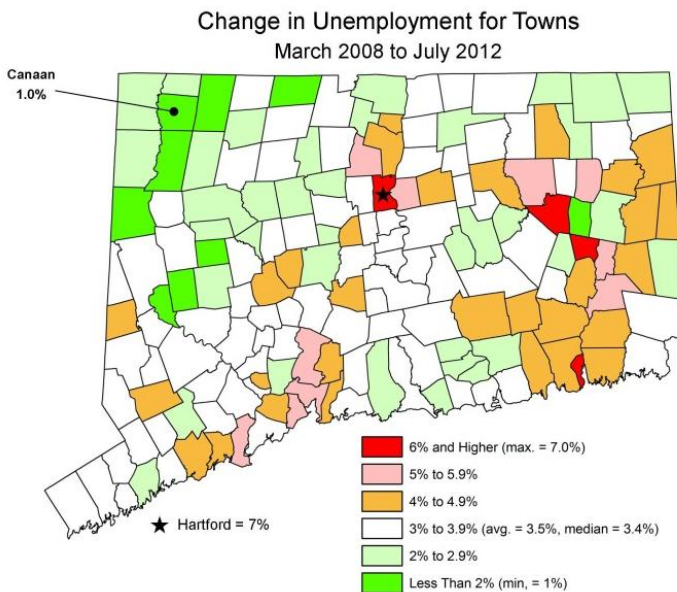 Change in Unemployment for Towns
March 2008 to July 2012
Canaan
1.0%
6% and Higher (max. = 7.0%)
5% to 5.9%
4% to 4.9%
3% to 3.9% (avg. = 3.5%, median = 3.4%)
2% to 2.9%
Less Than 2% (min, = 1%)
★ Hartford = 7%